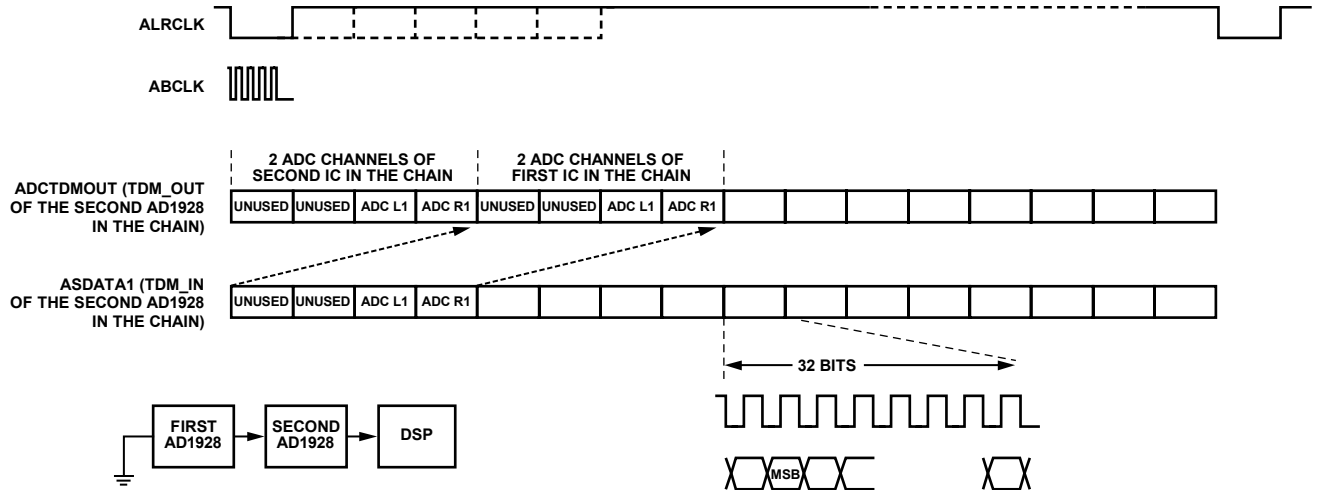 ALRCLK
ABCLK
2 ADC CHANNELS OF
SECOND IC IN THE CHAIN
2 ADC CHANNELS OF
FIRST IC IN THE CHAIN
ADCTDMOUT (TDM_OUT
OF THE SECOND AD1928
IN THE CHAIN)
UNUSED UNUSED ADC L1 ADC R1 UNUSED UNUSED ADC L1 ADC R1
ASDATA1 (TDM_IN
OF THE SECOND AD1928
IN THE CHAIN)
UNUSED UNUSED ADC L1 ADC R1
32 BITS
FIRST
AD1928
SECOND
AD1928
DSP
MSB